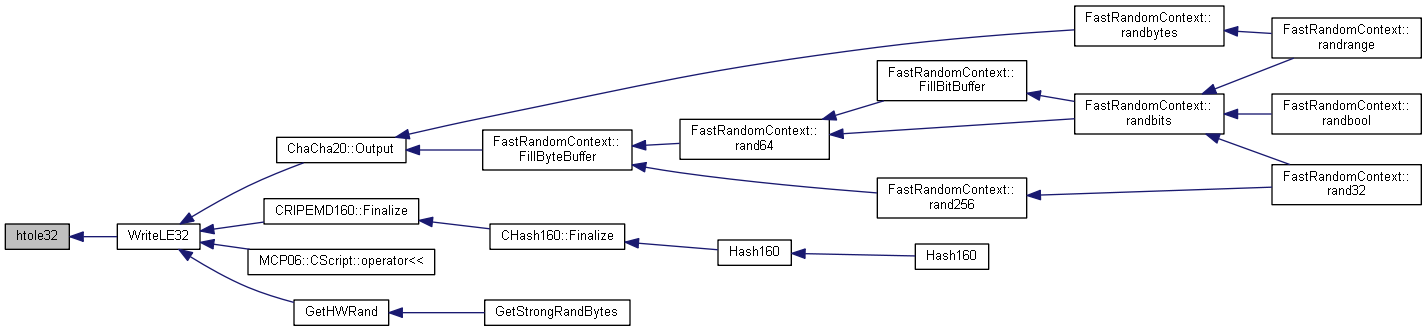 FastRandomContext::
randbytes
FastRandomContext::
randrange
FastRandomContext::
FillBitBuffer
FastRandomContext::
randbits
FastRandomContext::
randbool
ChaCha20::Output
FastRandomContext::
FillByteBuffer
FastRandomContext::
rand64
FastRandomContext::
rand256
FastRandomContext::
rand32
htole32
WriteLE32
CRIPEMD160::Finalize
CHash160::Finalize
Hash160
Hash160
MCP06::CScript::operator<<
GetHWRand
GetStrongRandBytes